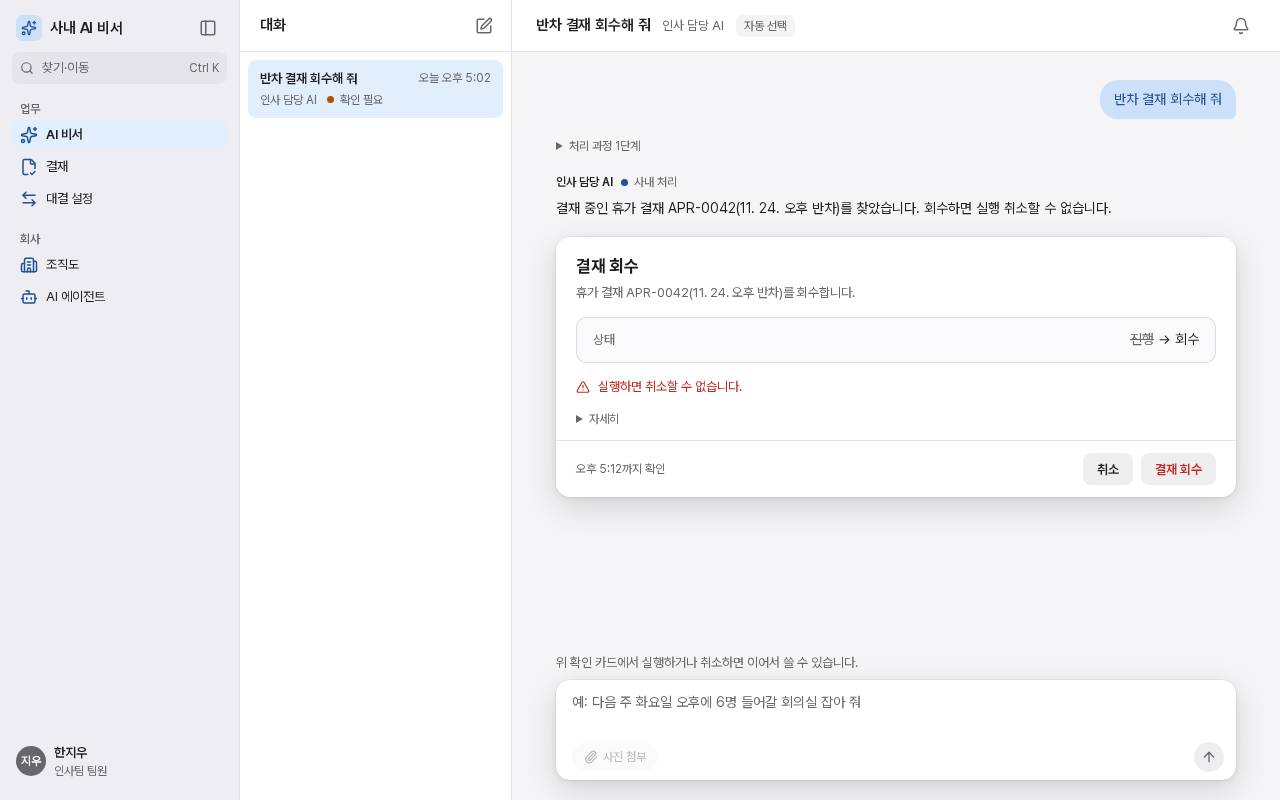 사내 AI 비서
찾기·이동 Ctrl K
업무
AI 비서
결재
대결 설정
회사
조직도
AI 에이전트
지우
한지우
인사팀 팀원
대화
반차 결재 회수해 줘 오늘 오후 5:02
인사 담당 AI 확인 필요
반차 결재 회수해 줘 인사 담당 AI 자동 선택
반차 결재 회수해 줘
처리 과정 1단계
인사 담당 AI 사내 처리
결재 중인 휴가 결재 APR-0042(11. 24. 오후 반차)를 찾았습니다. 회수하면 실행 취소할 수 없습니다.
결재 회수
휴가 결재 APR-0042(11. 24. 오후 반차)를 회수합니다.
상태 진행 → 회수
실행하면 취소할 수 없습니다.
자세히
오후 5:12까지 확인 취소 결재 회수
위 확인 카드에서 실행하거나 취소하면 이어서 쓸 수 있습니다.
예: 다음 주 화요일 오후에 6명 들어갈 회의실 잡아 줘
사진 첨부